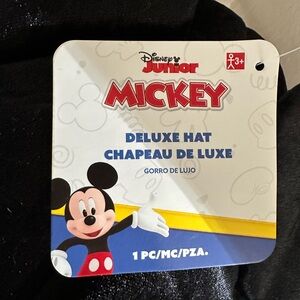 Disney
Junior
3+
MICKEY
DELUXE HAT
CHAPEAU DE LUXE
GORRO DE LUJO
1 PC/MC/PZA.